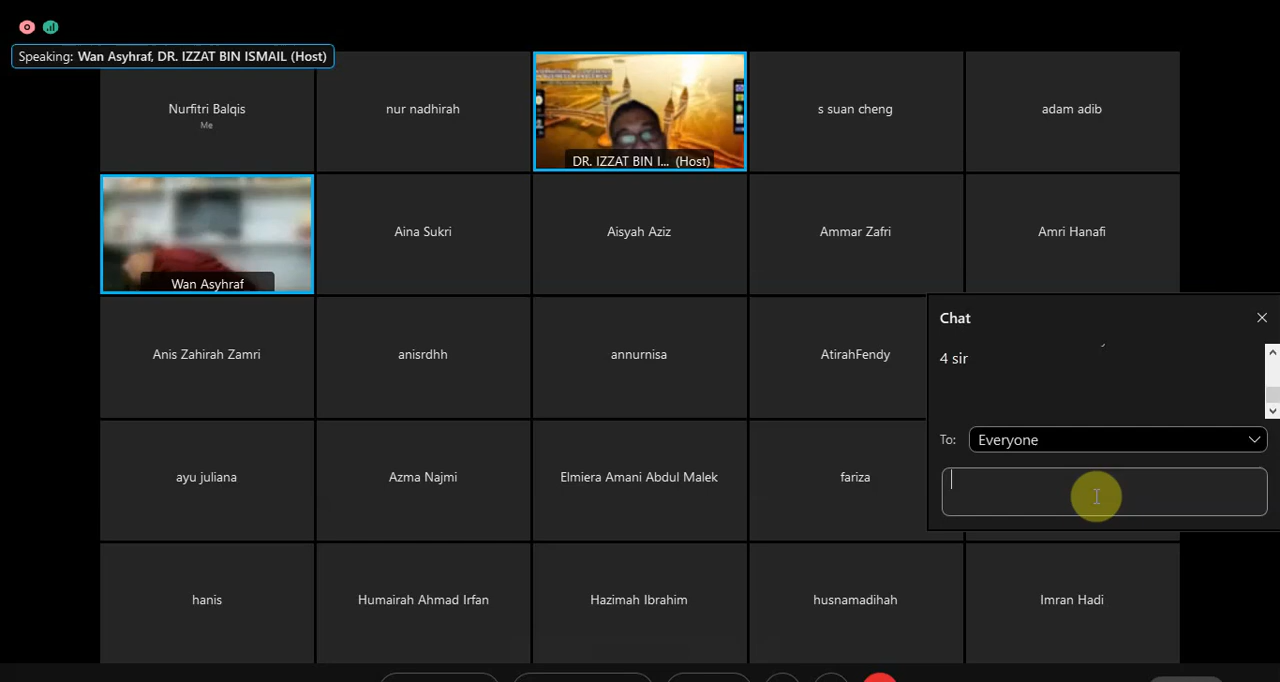 Speaking: Wan Asyhraf, DR. IZZAT BIN ISMAIL (Host)
Nurfitri Balqis
Me
nur nadhirah
DR. IZZAT BIN I... (Host)
s suan cheng
adam adib
Wan Asyhraf
Aina Sukri
Aisyah Aziz
Ammar Zafri
Amri Hanafi
Anis Zahirah Zamri
anisrdhh
annurnisa
AtirahFendy
Chat
4 sir
To: Everyone
ayu juliana
Azma Najmi
Elmiera Amani Abdul Malek
fariza
hanis
Humairah Ahmad Irfan
Hazimah Ibrahim
husnamadihah
Imran Hadi